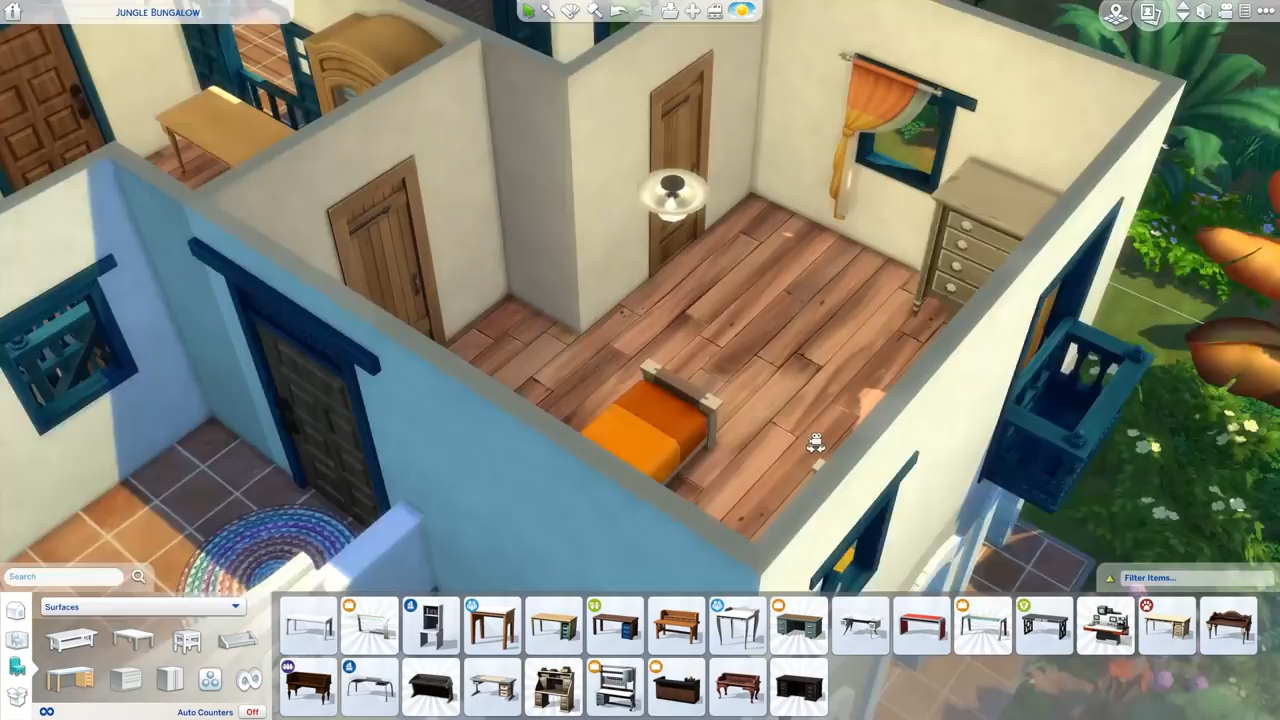 JUNGLE BUNGALOW
Search
Filter Items...
Surfaces
Auto Counters Off